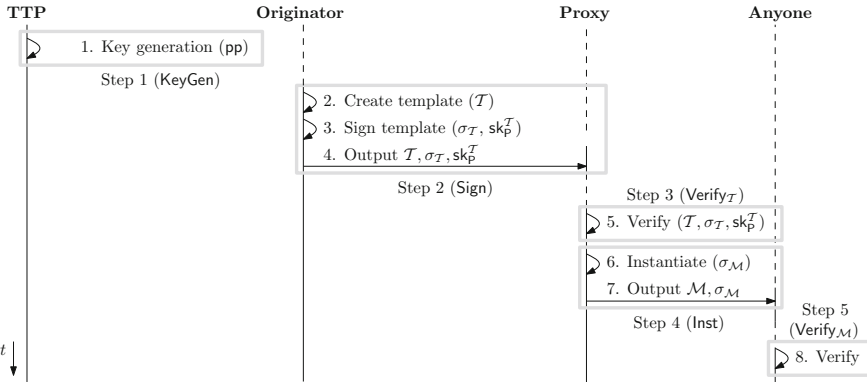 TTP Originator Proxy Anyone
1. Key generation (pp)
Step 1 (KeyGen)
2. Create template (𝒯)
3. Sign template (σ_𝒯, sk_P^𝒯)
4. Output 𝒯, σ_𝒯, sk_P^𝒯
Step 2 (Sign)
Step 3 (Verify_𝒯)
5. Verify (𝒯, σ_𝒯, sk_P^𝒯)
6. Instantiate (σ_ℳ)
7. Output ℳ, σ_ℳ
Step 4 (Inst)
Step 5
(Verify_ℳ)
8. Verify
t